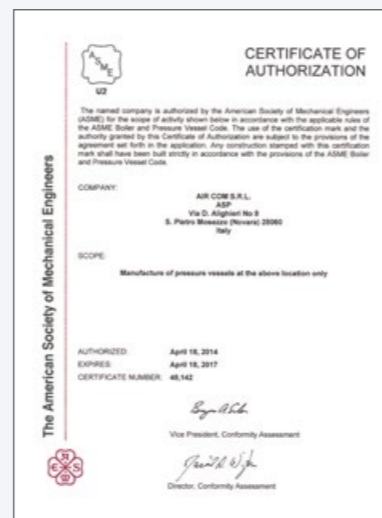 ASME
U2
CERTIFICATE OF
AUTHORIZATION
The named company is authorized by the American Society of Mechanical Engineers
(ASME) for the scope of activity shown below in accordance with the applicable rules of
the ASME Boiler and Pressure Vessel Code. The use of the certification mark and the
authority granted by this Certificate of Authorization are subject to the provisions of the
agreement set forth in the application. Any construction stamped with this certification
mark shall have been built strictly in accordance with the provisions of the ASME Boiler
and Pressure Vessel Code.
COMPANY:
AIR COM S.R.L.
ASP
Via D. Alighieri No 8
S. Pietro Mosezzo (Novara) 28060
Italy
SCOPE:
Manufacture of pressure vessels at the above location only
AUTHORIZED: April 18, 2014
EXPIRES: April 18, 2017
CERTIFICATE NUMBER: 48,142
Vice President, Conformity Assessment
Director, Conformity Assessment
The American Society of Mechanical Engineers